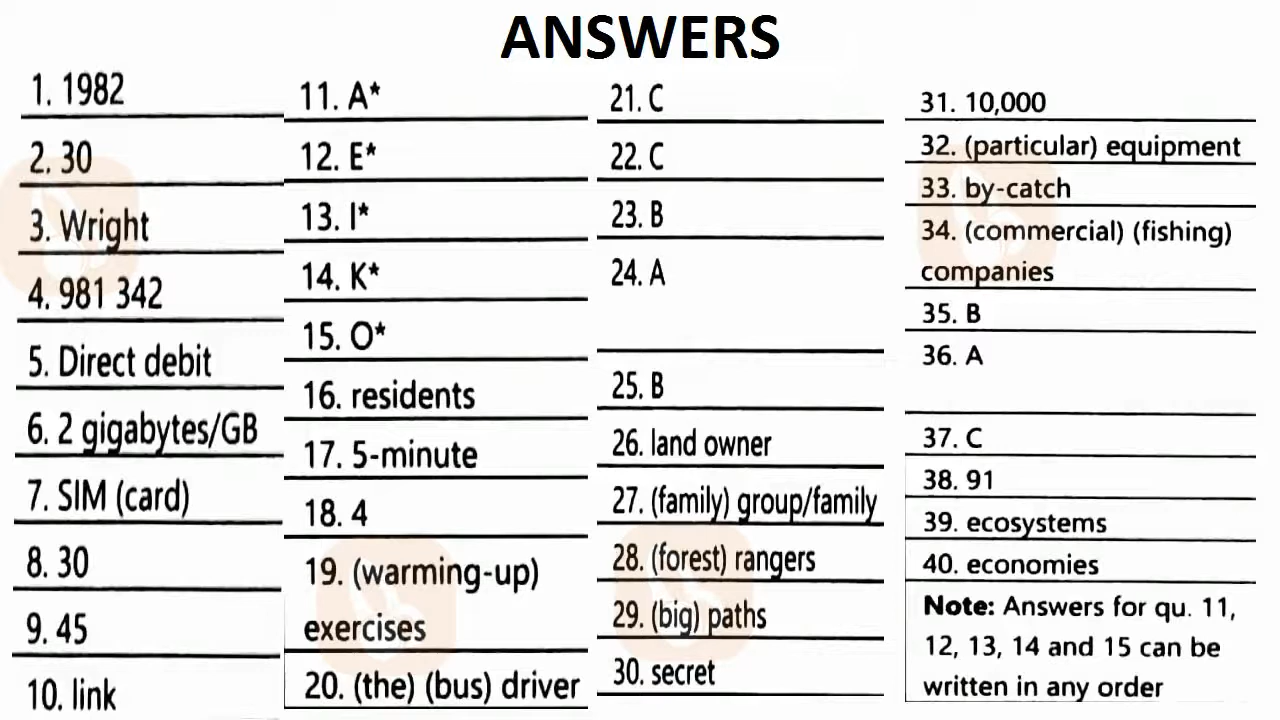 ANSWERS
1. 1982
2. 30
3. Wright
4. 981 342
5. Direct debit
6. 2 gigabytes/GB
7. SIM (card)
8. 30
9. 45
10. link
11. A*
12. E*
13. I*
14. K*
15. O*
16. residents
17. 5-minute
18. 4
19. (warming-up)
exercises
20. (the) (bus) driver
21. C
22. C
23. B
24. A
25. B
26. land owner
27. (family) group/family
28. (forest) rangers
29. (big) paths
30. secret
31. 10,000
32. (particular) equipment
33. by-catch
34. (commercial) (fishing)
companies
35. B
36. A
37. C
38. 91
39. ecosystems
40. economies
Note: Answers for qu. 11,
12, 13, 14 and 15 can be
written in any order